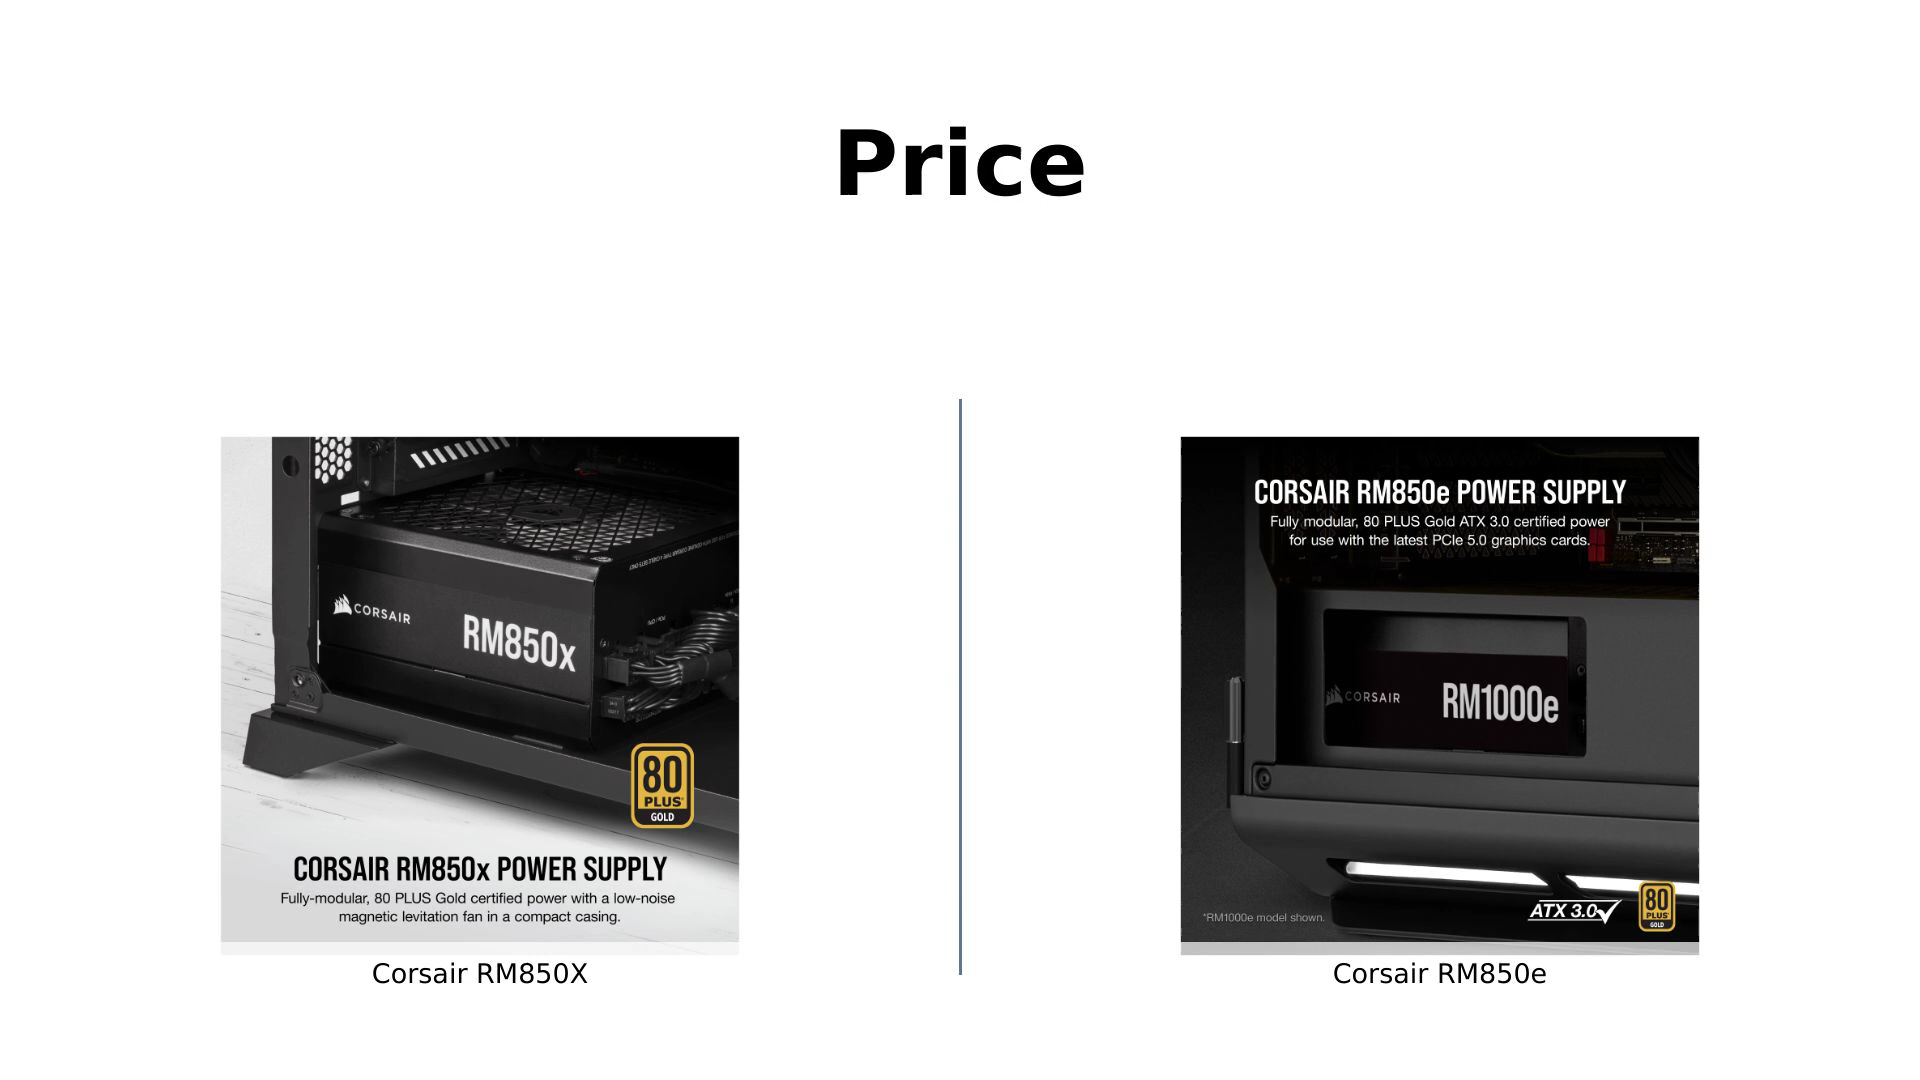 Price
CORSAIR
RM850x
80
PLUS
GOLD
CORSAIR RM850x POWER SUPPLY
Fully-modular, 80 PLUS Gold certified power with a low-noise
magnetic levitation fan in a compact casing.
Corsair RM850X
CORSAIR RM850e POWER SUPPLY
Fully modular, 80 PLUS Gold ATX 3.0 certified power
for use with the latest PCIe 5.0 graphics cards.
CORSAIR
RM1000e
*RM1000e model shown.
ATX 3.0
80
PLUS
GOLD
Corsair RM850e